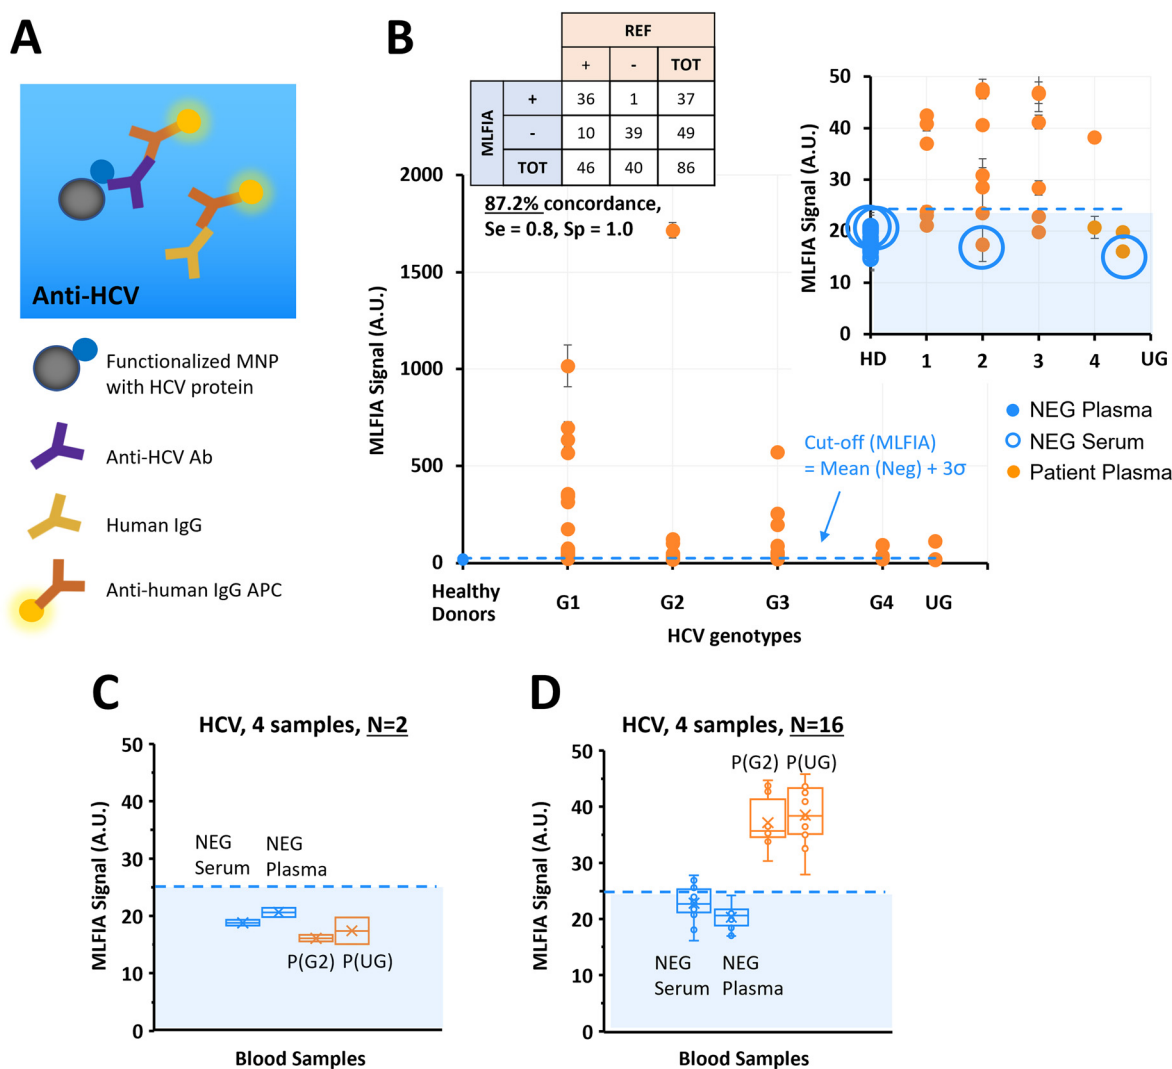 A
Anti-HCV
Functionalized MNP
with HCV protein
Anti-HCV Ab
Human IgG
Anti-human IgG APC
B
REF
+ - TOT
MLFIA
+ 36 1 37
- 10 39 49
TOT 46 40 86
87.2% concordance,
Se = 0.8, Sp = 1.0
MLFIA Signal (A.U.)
2000
1500
1000
500
0
Cut-off (MLFIA)
= Mean (Neg) + 3σ
Healthy
Donors
G1 G2 G3 G4 UG
HCV genotypes
MLFIA Signal (A.U.)
50
40
30
20
10
0
HD 1 2 3 4 UG
NEG Plasma
NEG Serum
Patient Plasma
C
HCV, 4 samples, N=2
MLFIA Signal (A.U.)
50
40
30
20
10
0
NEG
Serum
NEG
Plasma
P(G2) P(UG)
Blood Samples
D
HCV, 4 samples, N=16
MLFIA Signal (A.U.)
50
40
30
20
10
0
P(G2) P(UG)
NEG
Serum
NEG
Plasma
Blood Samples